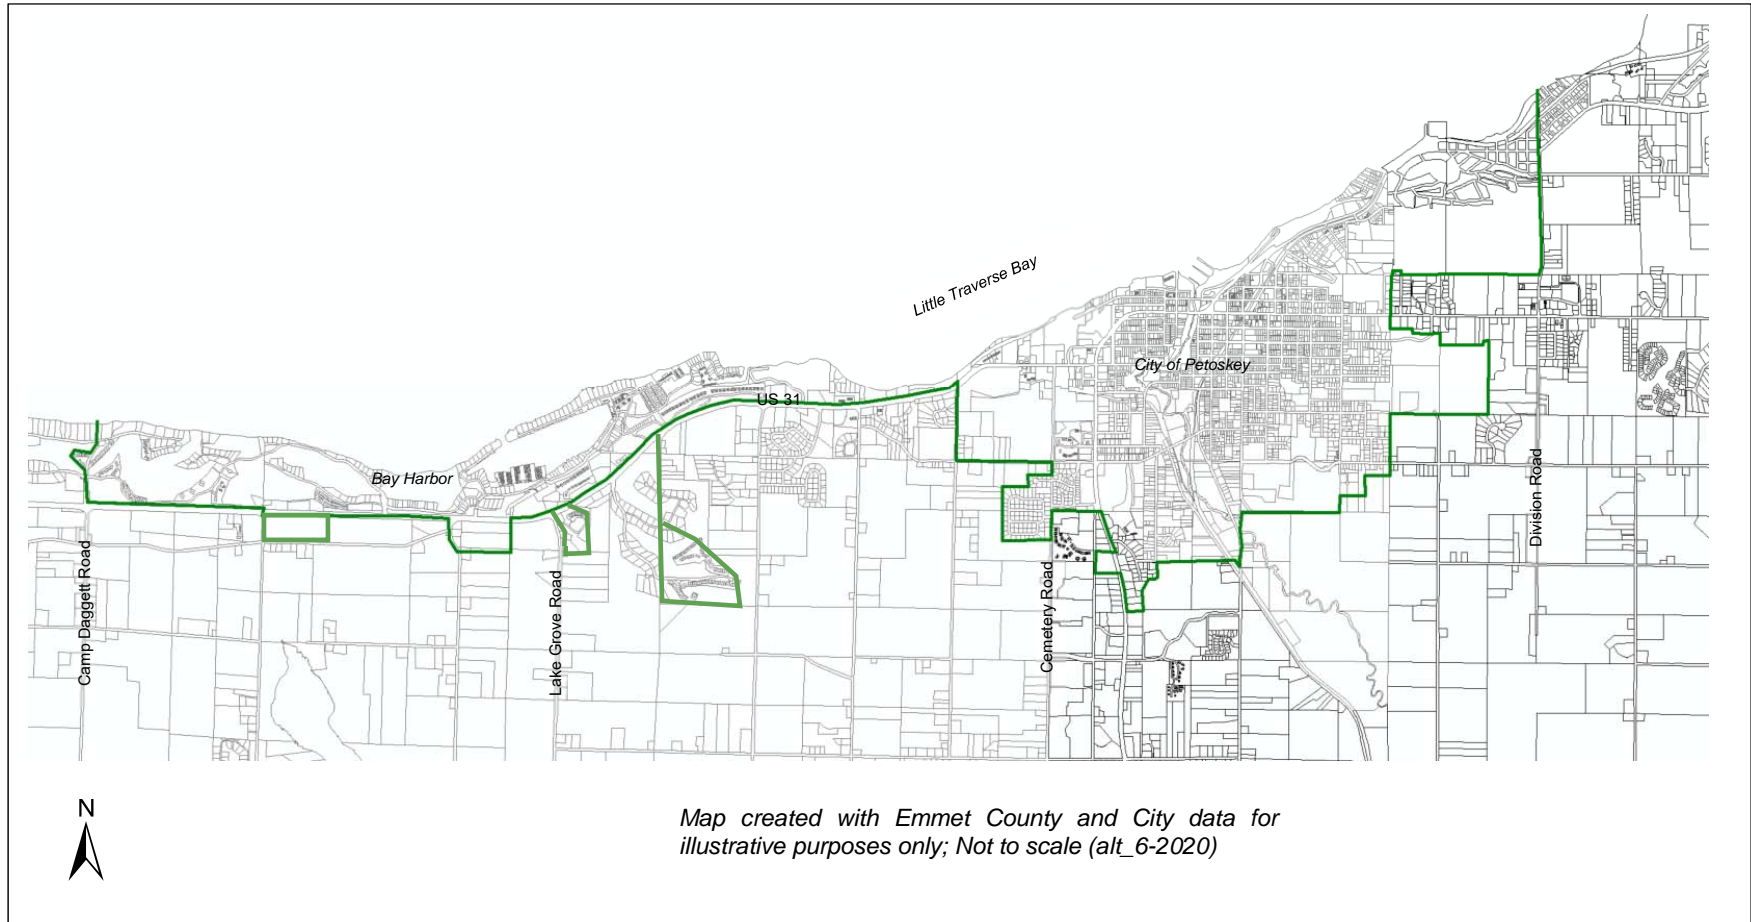 Little Traverse Bay
City of Petoskey
US 31
Bay Harbor
Division Road
Camp Daggett Road
Lake Grove Road
Cemetery Road
N
Map created with Emmet County and City data for
illustrative purposes only; Not to scale (alt_6-2020)